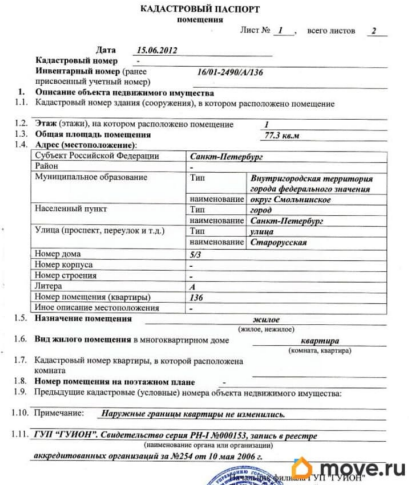 КАДАСТРОВЫЙ ПАСПОРТ
помещения
Лист № 1 , всего листов 2
Дата 15.06.2012
Кадастровый номер -
Инвентарный номер (ранее 16/01-2490/А/136
присвоенный учетный номер)
1. Описание объекта недвижимого имущества
1.1. Кадастровый номер здания (сооружения), в котором расположено помещение
1.2. Этаж (этажи), на котором расположено помещение 1
1.3. Общая площадь помещения 77.3 кв.м
1.4. Адрес (местоположение):
Субъект Российской Федерации Санкт-Петербург
Район -
Муниципальное образование Тип Внутригородская территория
города федерального значения
наименование округ Смольнинское
Населенный пункт Тип город
наименование Санкт-Петербург
Улица (проспект, переулок и т.д.) Тип улица
наименование Старорусская
Номер дома 5/3
Номер корпуса -
Номер строения -
Литера А
Номер помещения (квартиры) 136
Иное описание местоположения -
1.5. Назначение помещения жилое
(жилое, нежилое)
1.6. Вид жилого помещения в многоквартирном доме квартира
(комната, квартира)
1.7. Кадастровый номер квартиры, в которой расположена
комната -
1.8. Номер помещения на поэтажном плане -
1.9. Предыдущие кадастровые (условные) номера объекта недвижимого имущества:
1.10. Примечание: Наружные границы квартиры не изменились.
1.11. ГУП "ГУИОН". Свидетельство серия РН-I №000153, запись в реестре
(наименование органа или организации)
аккредитованных организаций за №254 от 10 мая 2006 г.
филиала ГУП "ГУИОН"
move.ru